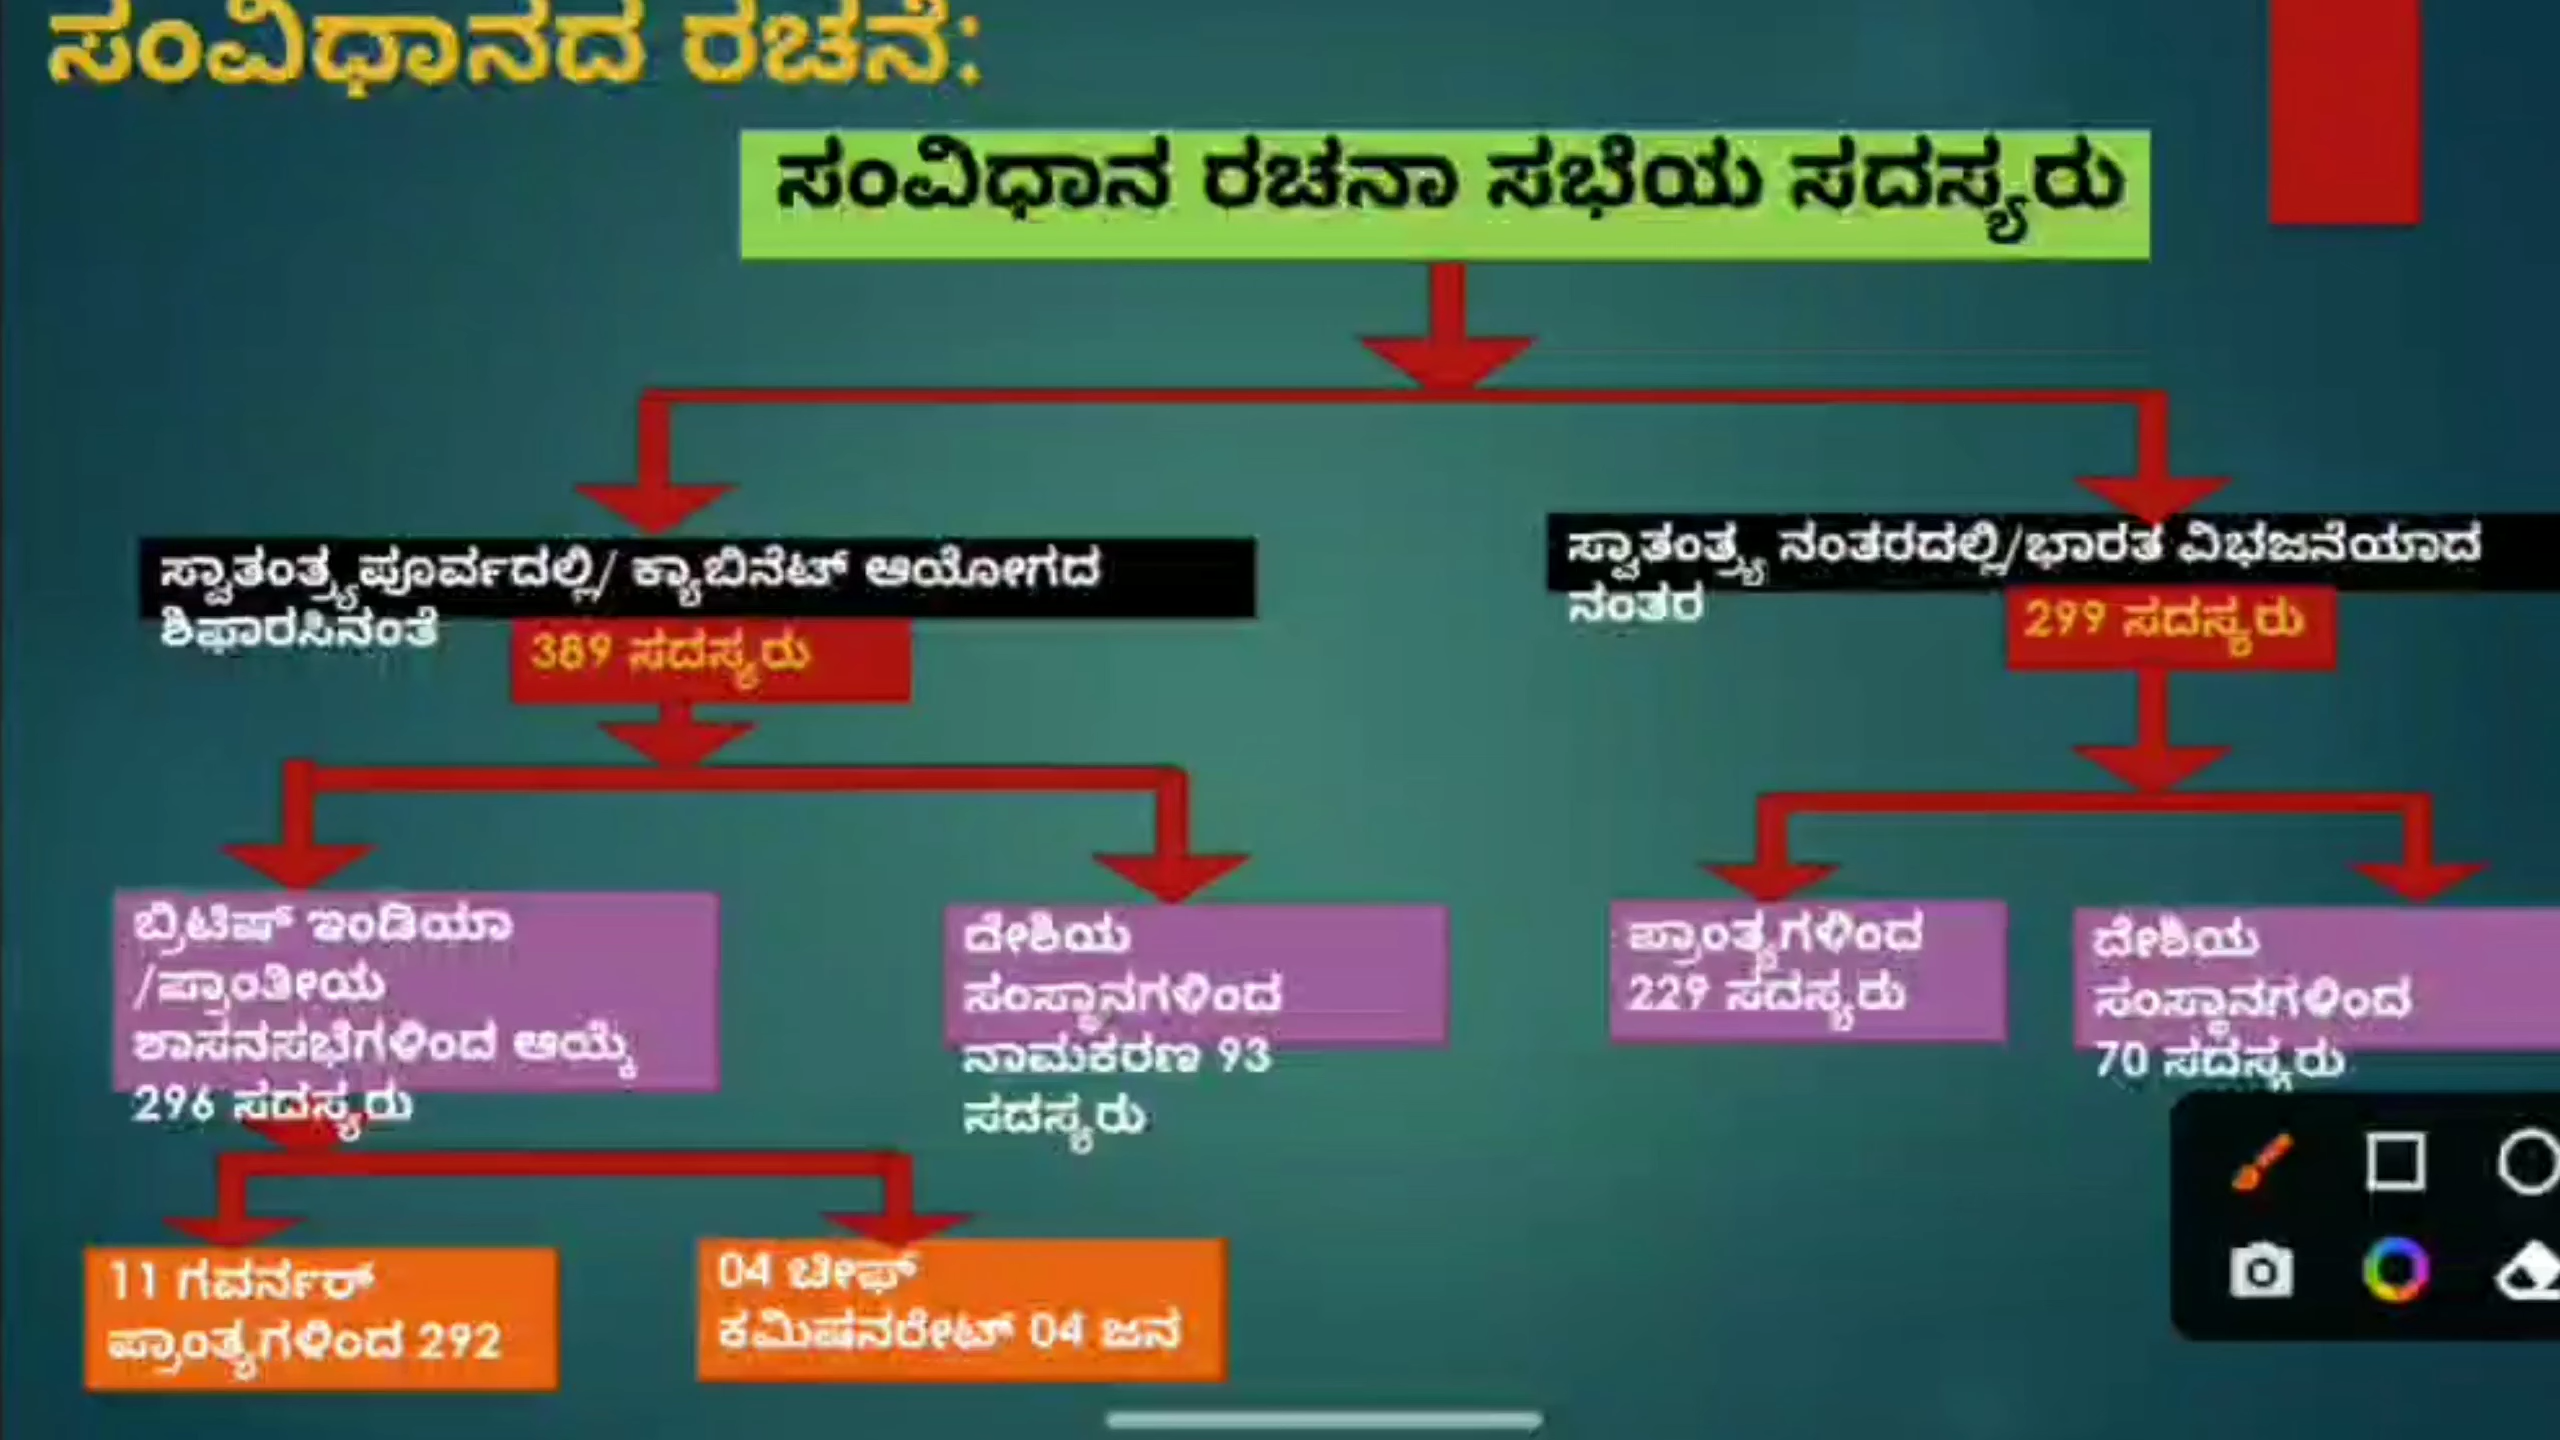 ಸಂವಿಧಾನದ ರಚನೆ:
ಸಂವಿಧಾನ ರಚನಾ ಸಭೆಯ ಸದಸ್ಯರು
ಸ್ವಾತಂತ್ರ್ಯಪೂರ್ವದಲ್ಲಿ/ ಕ್ಯಾಬಿನೆಟ್ ಆಯೋಗದ
ಶಿಫಾರಸಿನಂತೆ
389 ಸದಸ್ಯರು
ಸ್ವಾತಂತ್ರ್ಯ ನಂತರದಲ್ಲಿ/ಭಾರತ ವಿಭಜನೆಯಾದ
ನಂತರ
299 ಸದಸ್ಯರು
ಬ್ರಿಟಿಷ್ ಇಂಡಿಯಾ
/ಪ್ರಾಂತೀಯ
ಶಾಸನಸಭೆಗಳಿಂದ ಆಯ್ಕೆ
296 ಸದಸ್ಯರು
ದೇಶಿಯ
ಸಂಸ್ಥಾನಗಳಿಂದ
ನಾಮಕರಣ 93
ಸದಸ್ಯರು
ಪ್ರಾಂತ್ಯಗಳಿಂದ
229 ಸದಸ್ಯರು
ದೇಶಿಯ
ಸಂಸ್ಥಾನಗಳಿಂದ
70 ಸದಸ್ಯರು
11 ಗವರ್ನರ್
ಪ್ರಾಂತ್ಯಗಳಿಂದ 292
04 ಚೀಫ್
ಕಮಿಷನರೇಟ್ 04 ಜನ